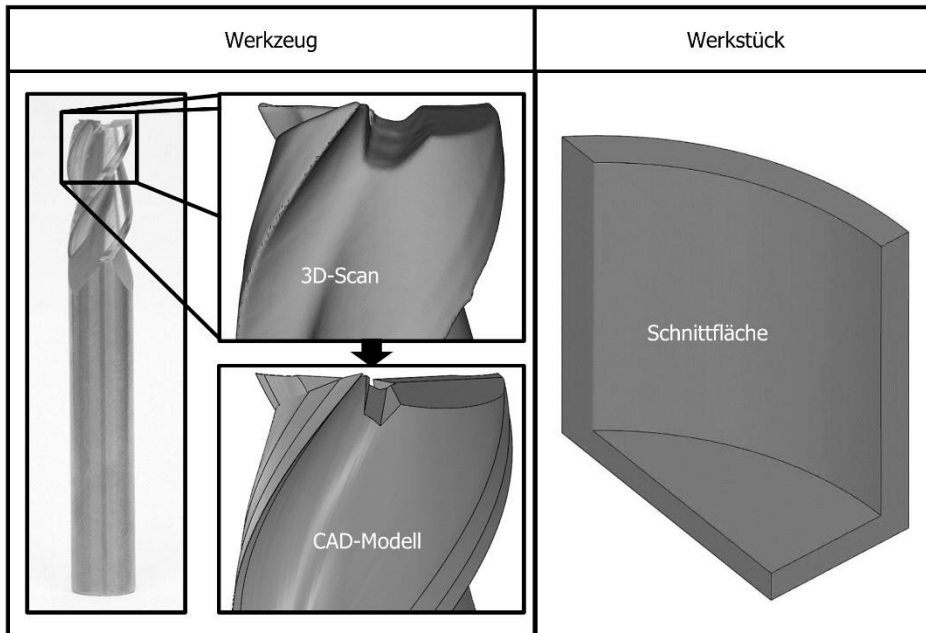 Werkzeug
Werkstück
3D-Scan
Schnittfläche
CAD-Modell